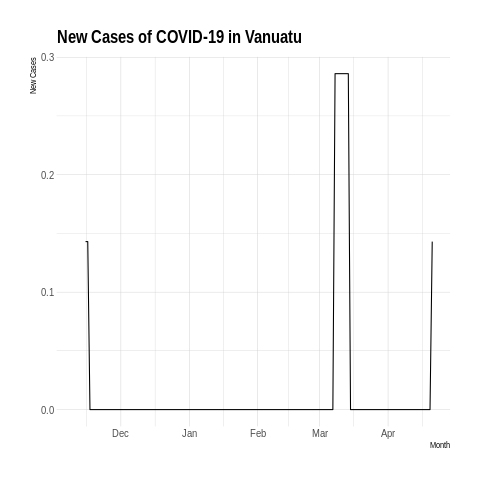 New Cases of COVID-19 in Vanuatu
New Cases
0.3
0.2
0.1
0.0
Dec Jan Feb Mar Apr
Month